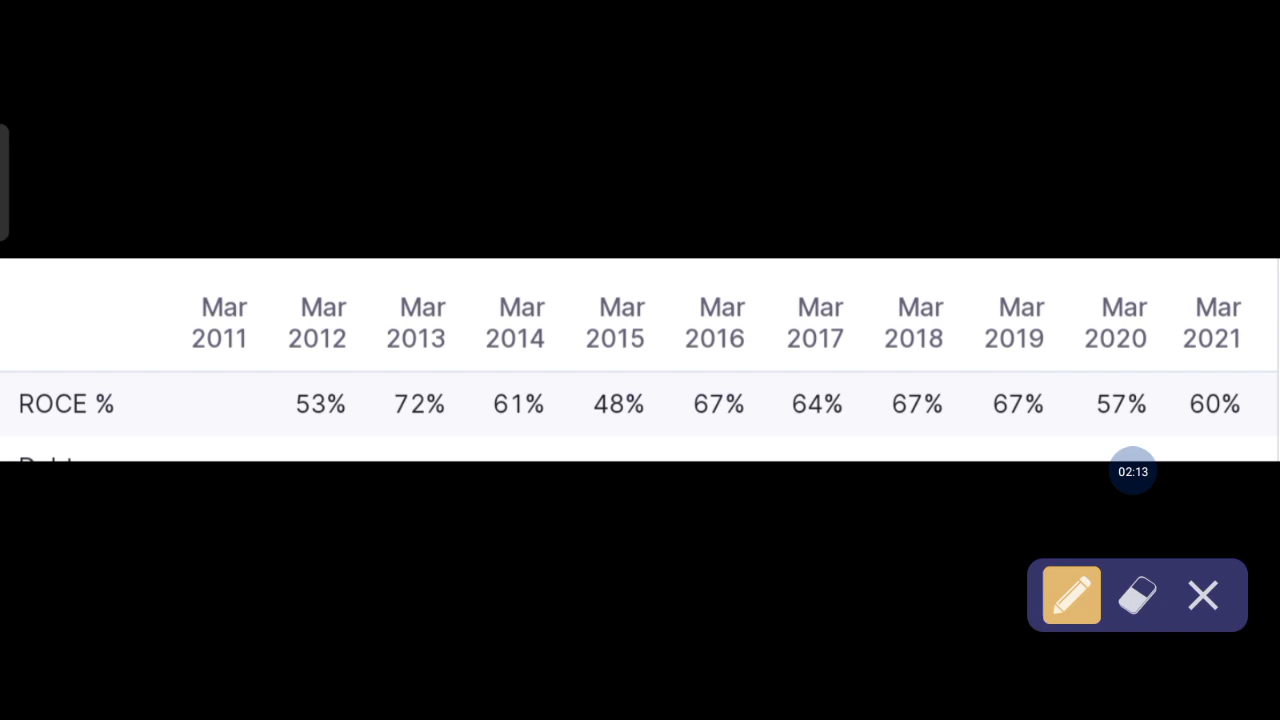 Mar Mar Mar Mar Mar Mar Mar Mar Mar Mar Mar
2011 2012 2013 2014 2015 2016 2017 2018 2019 2020 2021
ROCE % 53% 72% 61% 48% 67% 64% 67% 67% 57% 60%
02:13